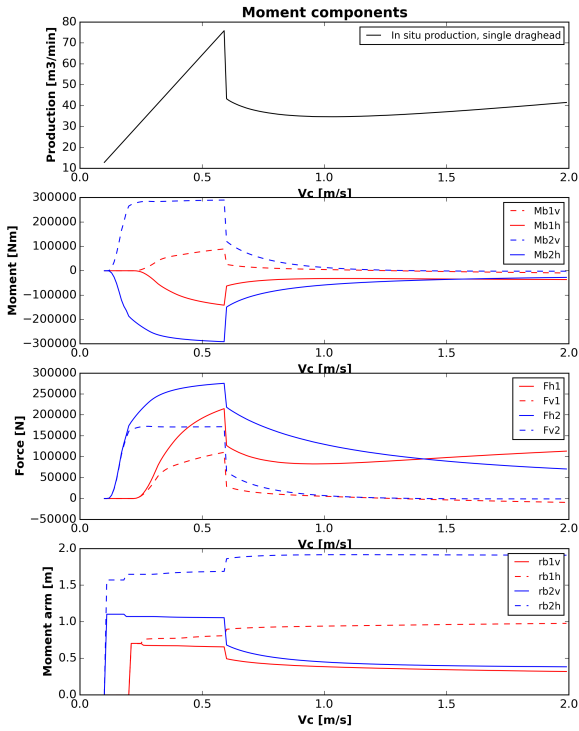 Moment components
Production [m3/min]
80
70
60
50
40
30
20
10
In situ production, single draghead
0.0 0.5 1.0 1.5 2.0
Vc [m/s]
Moment [Nm]
300000
200000
100000
0
−100000
−200000
−300000
Mb1v
Mb1h
Mb2v
Mb2h
0.0 0.5 1.0 1.5 2.0
Vc [m/s]
Force [N]
300000
250000
200000
150000
100000
50000
0
−50000
Fh1
Fv1
Fh2
Fv2
0.0 0.5 1.0 1.5 2.0
Vc [m/s]
Moment arm [m]
2.0
1.5
1.0
0.5
0.0
rb1v
rb1h
rb2v
rb2h
0.0 0.5 1.0 1.5 2.0
Vc [m/s]